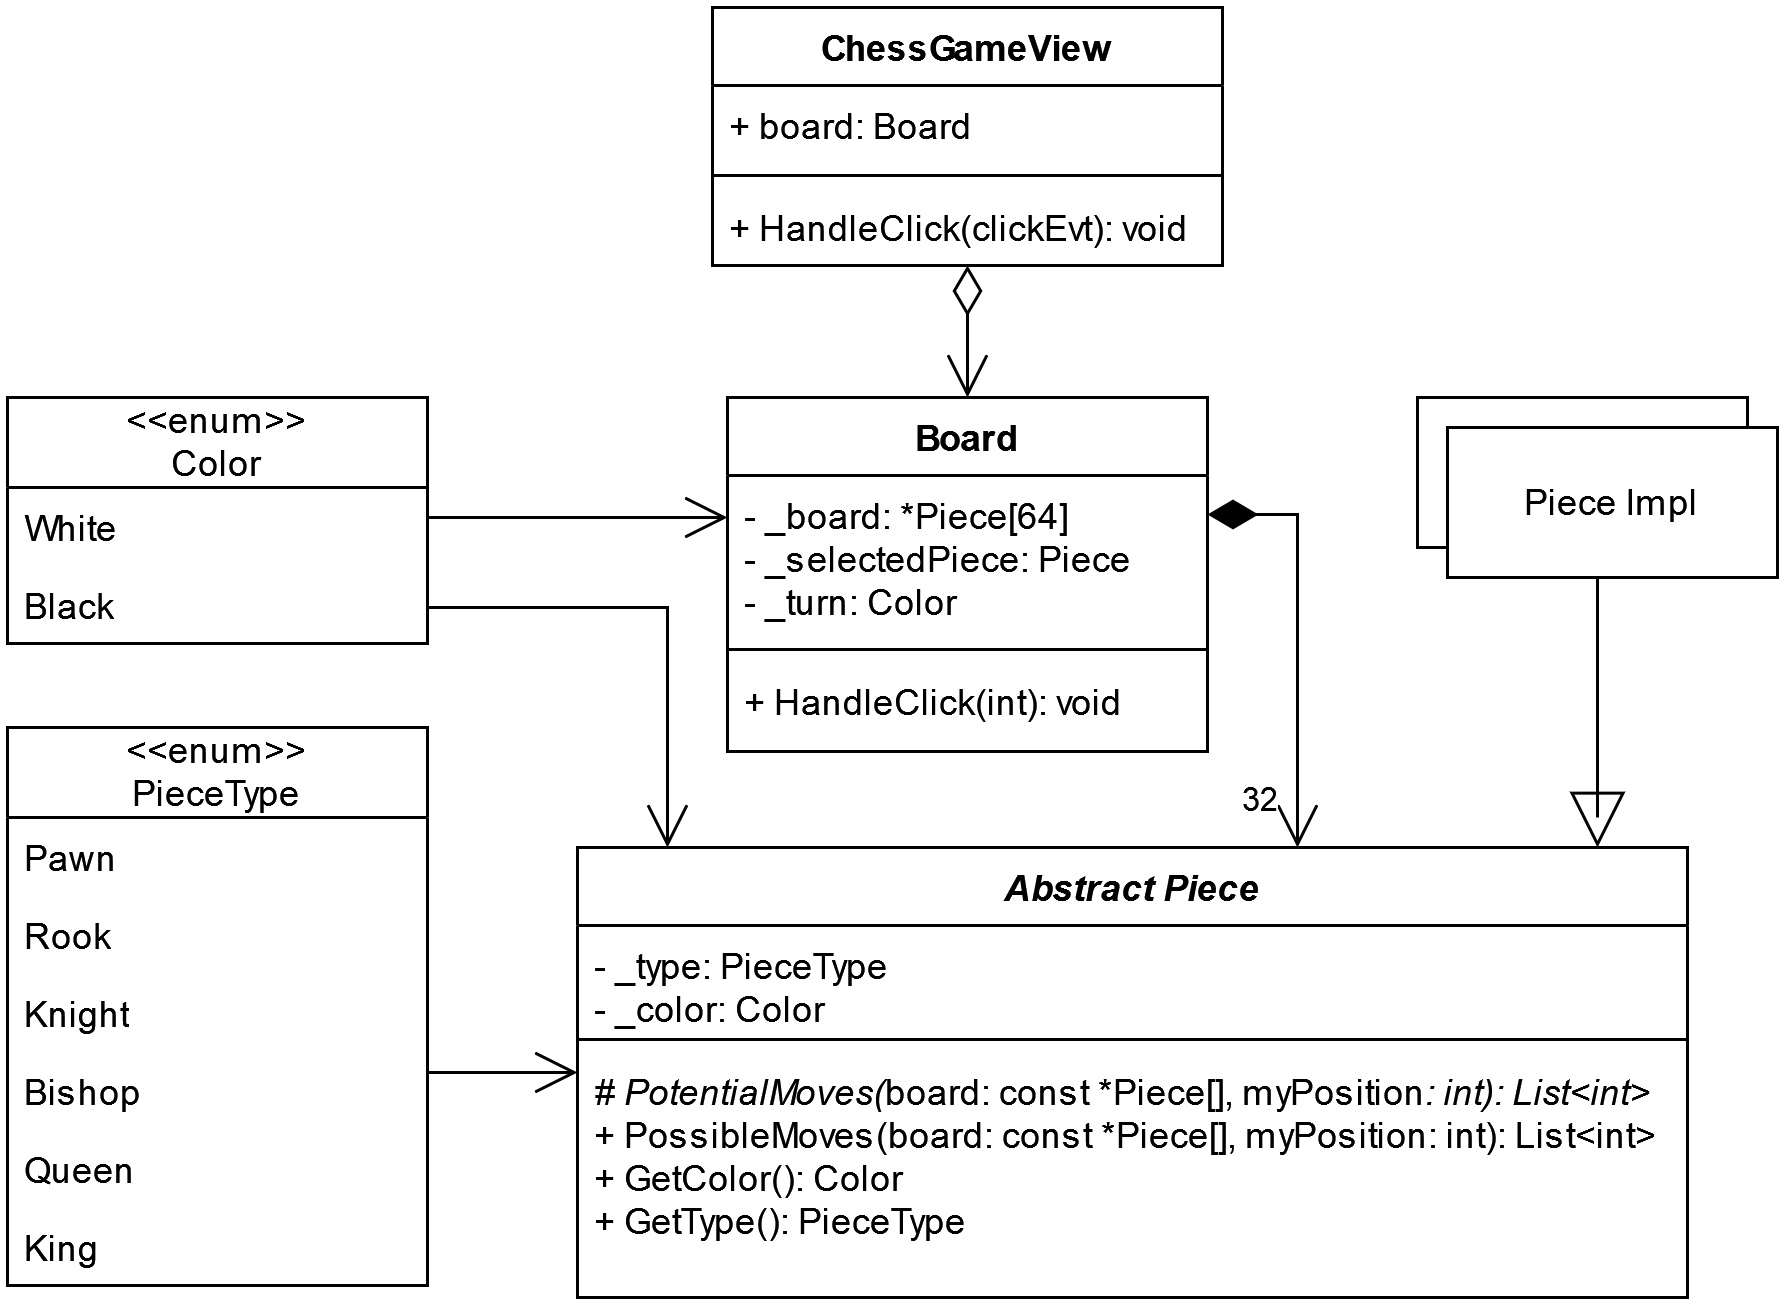 ChessGameView
+ board: Board
+ HandleClick(clickEvt): void
<<enum>>
Color
White
Black
Board
- _board: *Piece[64]
- _selectedPiece: Piece
- _turn: Color
+ HandleClick(int): void
Piece Impl
32
<<enum>>
PieceType
Pawn
Rook
Knight
Bishop
Queen
King
Abstract Piece
- _type: PieceType
- _color: Color
# PotentialMoves(board: const *Piece[], myPosition: int): List<int>
+ PossibleMoves(board: const *Piece[], myPosition: int): List<int>
+ GetColor(): Color
+ GetType(): PieceType